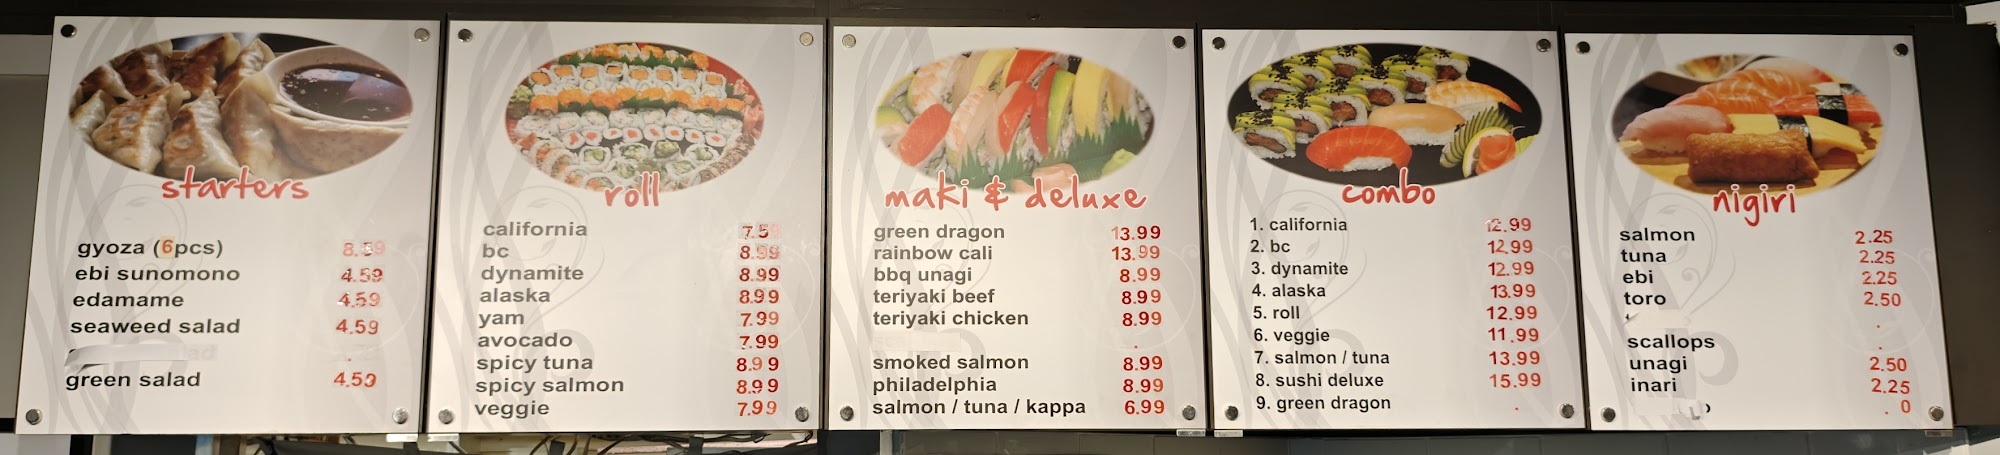 starters
gyoza (6pcs) 8.59
ebi sunomono 4.59
edamame 4.59
seaweed salad 4.59
green salad 4.59
roll
california 7.59
bc 8.99
dynamite 8.99
alaska 8.99
yam 7.99
avocado 7.99
spicy tuna 8.99
spicy salmon 8.99
veggie 7.99
maki & deluxe
green dragon 13.99
rainbow cali 13.99
bbq unagi 8.99
teriyaki beef 8.99
teriyaki chicken 8.99
smoked salmon 8.99
philadelphia 8.99
salmon / tuna / kappa 6.99
combo
1. california 12.99
2. bc 12.99
3. dynamite 12.99
4. alaska 13.99
5. roll 12.99
6. veggie 11.99
7. salmon / tuna 13.99
8. sushi deluxe 15.99
9. green dragon .
nigiri
salmon 2.25
tuna 2.25
ebi 2.25
toro 2.50
.
scallops .
unagi 2.50
inari 2.25
. 0